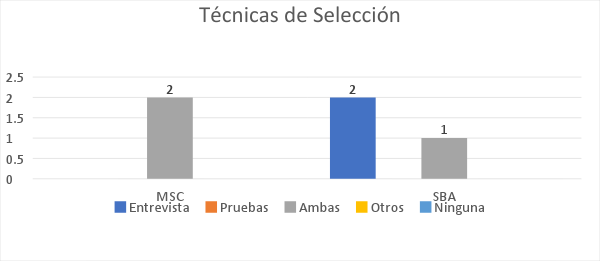 Técnicas de Selección
2.5
2
1.5
1
0.5
0
2
2
1
MSC
SBA
Entrevista
Pruebas
Ambas
Otros
Ninguna